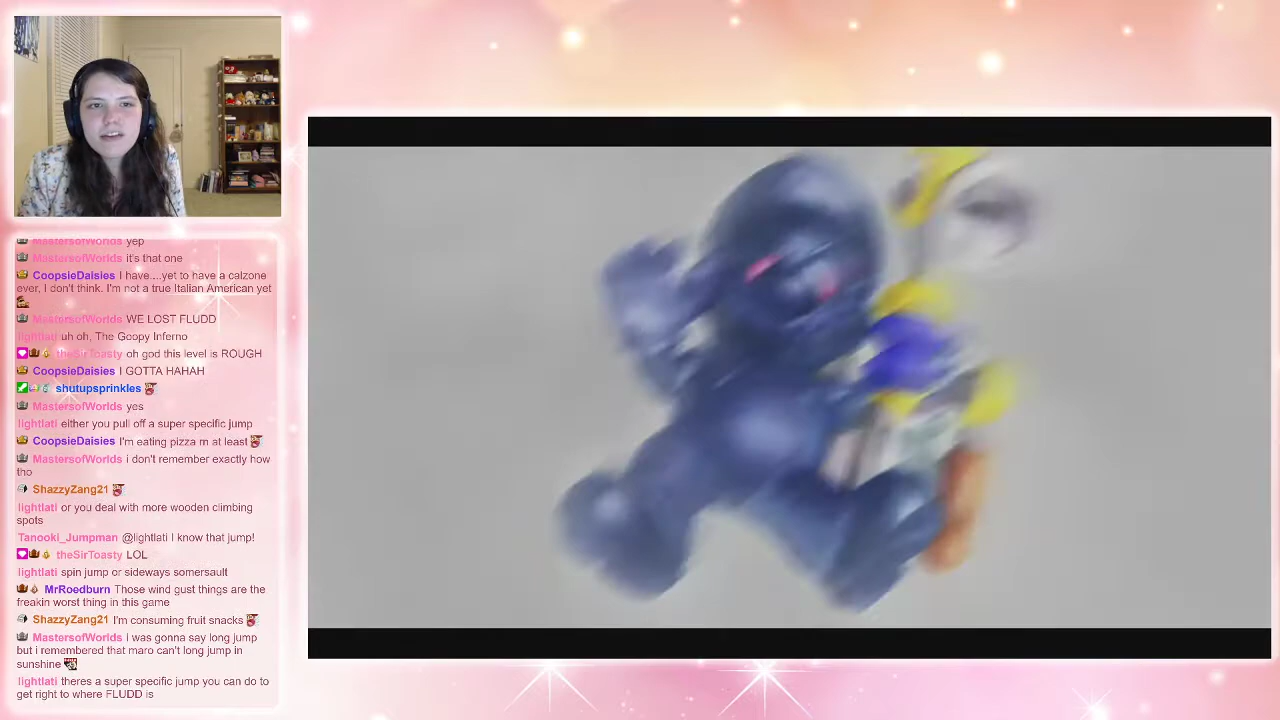 MastersofWorlds yep
MastersofWorlds it's that one
CoopsieDaisies I have....yet to have a calzone
ever, I don't think. I'm not a true Italian American yet
MastersofWorlds WE LOST FLUDD
lightlati uh oh, The Goopy Inferno
theSirToasty oh god this level is ROUGH
CoopsieDaisies I GOTTA HAHAH
shutupsprinkles
MastersofWorlds yes
lightlati either you pull off a super specific jump
CoopsieDaisies I'm eating pizza rn at least
MastersofWorlds i don't remember exactly how
tho
ShazzyZang21
lightlati or you deal with more wooden climbing
spots
Tanooki_Jumpman @lightlati I know that jump!
theSirToasty LOL
lightlati spin jump or sideways somersault
MrRoedburn Those wind gust things are the
freakin worst thing in this game
ShazzyZang21 I'm consuming fruit snacks
MastersofWorlds i was gonna say long jump
but i remembered that maro can't long jump in
sunshine
lightlati theres a super specific jump you can do to
get right to where FLUDD is